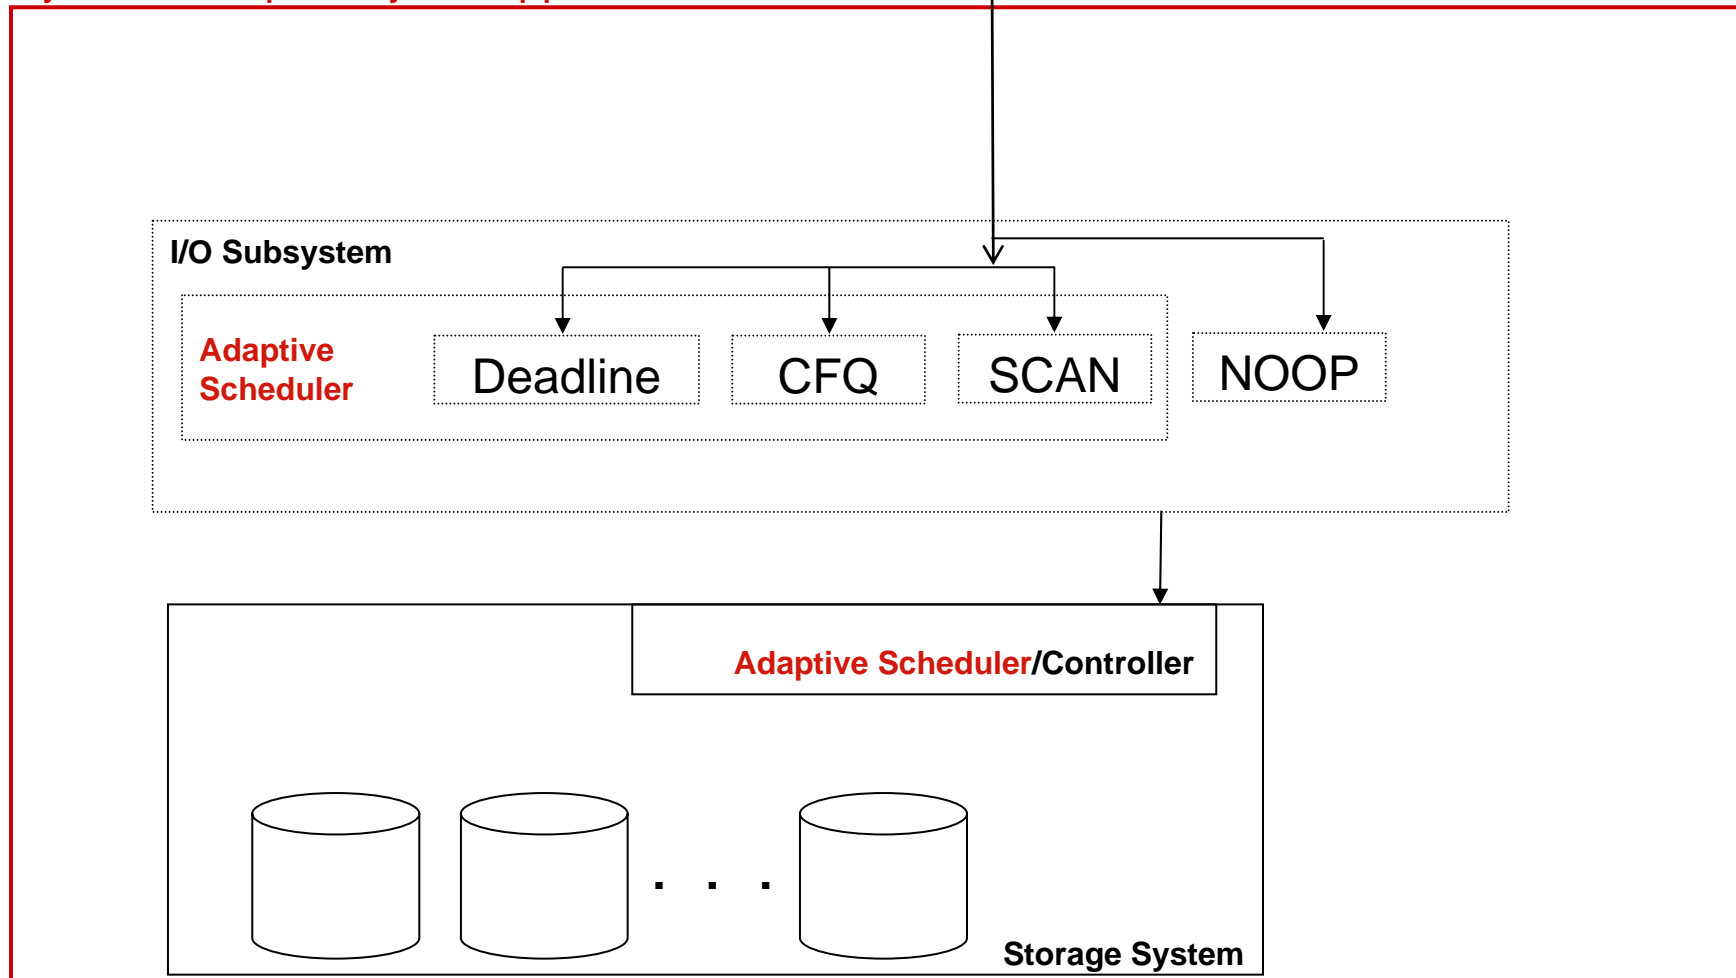 I/O Subsystem
Adaptive
Scheduler
Deadline
CFQ
SCAN
NOOP
Adaptive Scheduler/Controller
. . .
Storage System